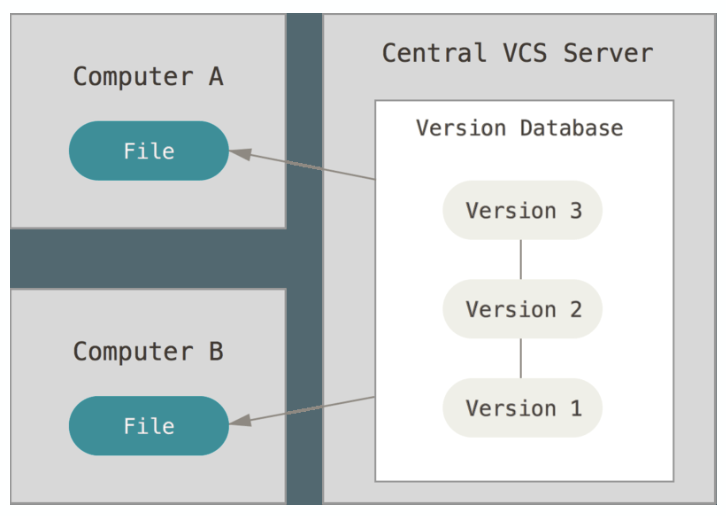 Computer A
File
Computer B
File
Central VCS Server
Version Database
Version 3
Version 2
Version 1